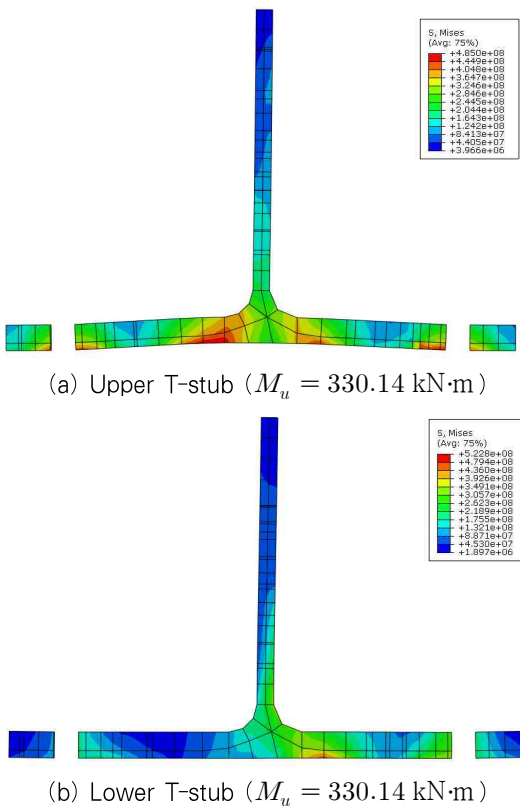 S, Mises
(Avg: 75%)
+4.850e+08
+4.449e+08
+4.048e+08
+3.647e+08
+3.246e+08
+2.846e+08
+2.445e+08
+2.044e+08
+1.643e+08
+1.242e+08
+8.413e+07
+4.405e+07
+3.966e+06
(a) Upper T-stub (M_u = 330.14 kN·m)
S, Mises
(Avg: 75%)
+5.228e+08
+4.794e+08
+4.360e+08
+3.926e+08
+3.491e+08
+3.057e+08
+2.623e+08
+2.189e+08
+1.755e+08
+1.321e+08
+8.871e+07
+4.530e+07
+1.897e+06
(b) Lower T-stub (M_u = 330.14 kN·m)